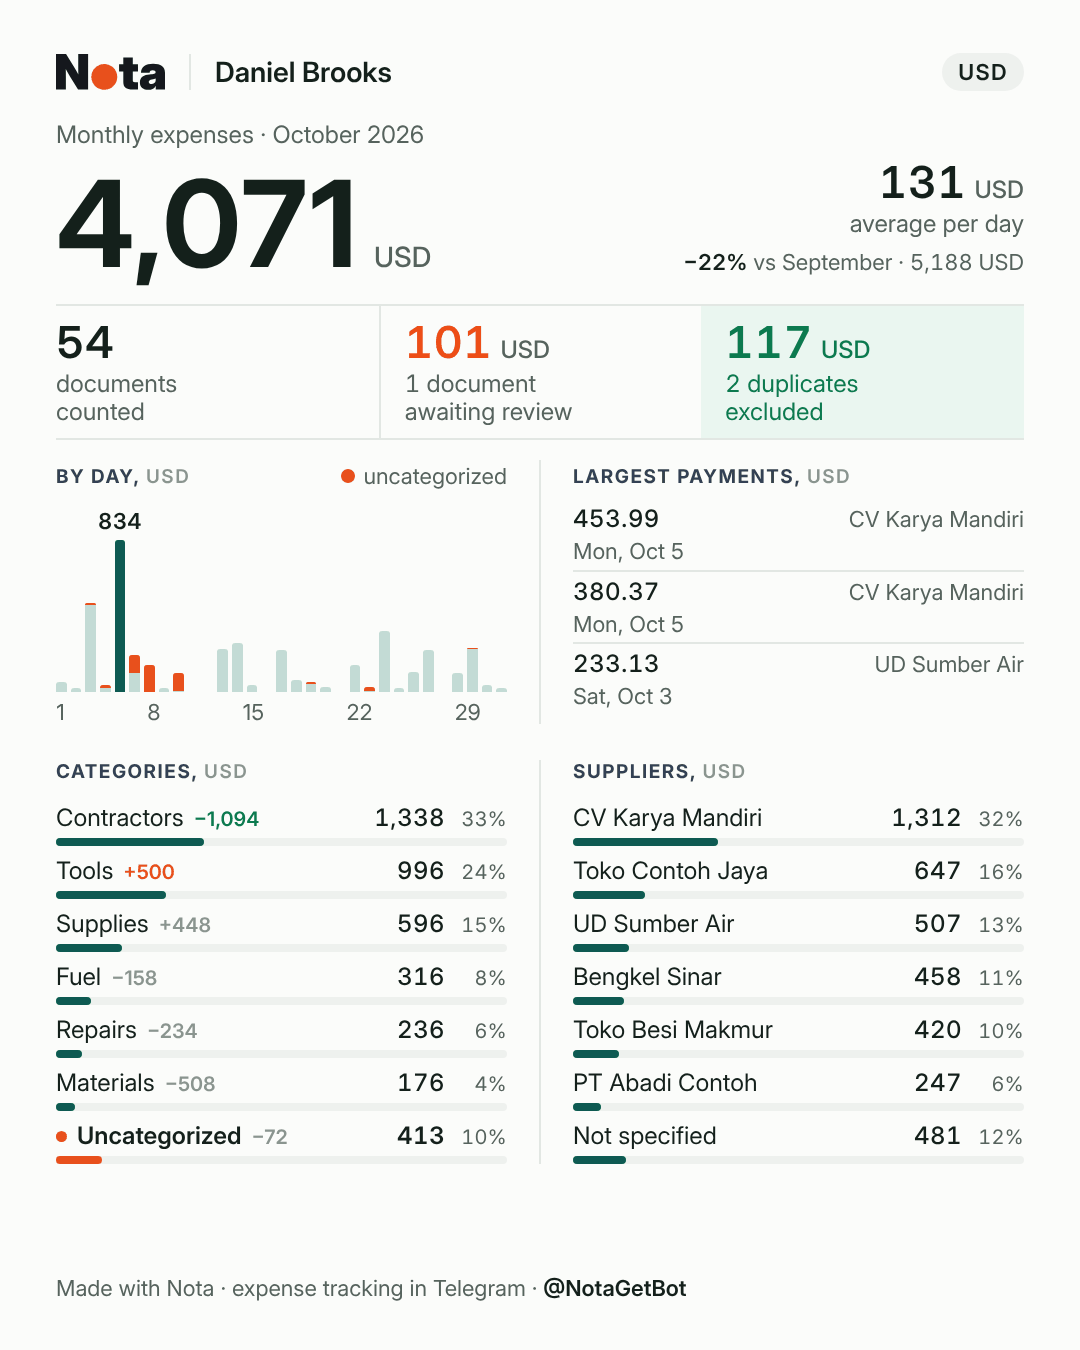 Nota
Daniel Brooks
USD
Monthly expenses · October 2026
4,071 USD
131 USD
average per day
−22% vs September · 5,188 USD
54
documents
counted
101 USD
1 document
awaiting review
117 USD
2 duplicates
excluded
BY DAY, USD
uncategorized
834
1 8 15 22 29
LARGEST PAYMENTS, USD
453.99 CV Karya Mandiri
Mon, Oct 5
380.37 CV Karya Mandiri
Mon, Oct 5
233.13 UD Sumber Air
Sat, Oct 3
CATEGORIES, USD
Contractors −1,094 1,338 33%
Tools +500 996 24%
Supplies +448 596 15%
Fuel −158 316 8%
Repairs −234 236 6%
Materials −508 176 4%
Uncategorized −72 413 10%
SUPPLIERS, USD
CV Karya Mandiri 1,312 32%
Toko Contoh Jaya 647 16%
UD Sumber Air 507 13%
Bengkel Sinar 458 11%
Toko Besi Makmur 420 10%
PT Abadi Contoh 247 6%
Not specified 481 12%
Made with Nota · expense tracking in Telegram · @NotaGetBot